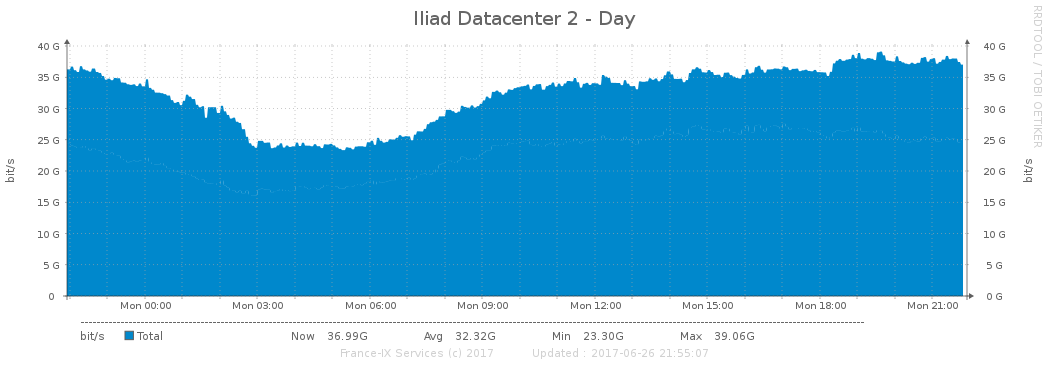 Iliad Datacenter 2 - Day
RRDTOOL / TOBI OETIKER
bit/s
40 G 40 G
35 G 35 G
30 G 30 G
25 G 25 G
20 G 20 G
15 G 15 G
10 G 10 G
5 G 5 G
0 0 G
bit/s
Mon 00:00 Mon 03:00 Mon 06:00 Mon 09:00 Mon 12:00 Mon 15:00 Mon 18:00 Mon 21:00
bit/s Total Now 36.99G Avg 32.32G Min 23.30G Max 39.06G
France-IX Services (c) 2017 Updated : 2017-06-26 21:55:07